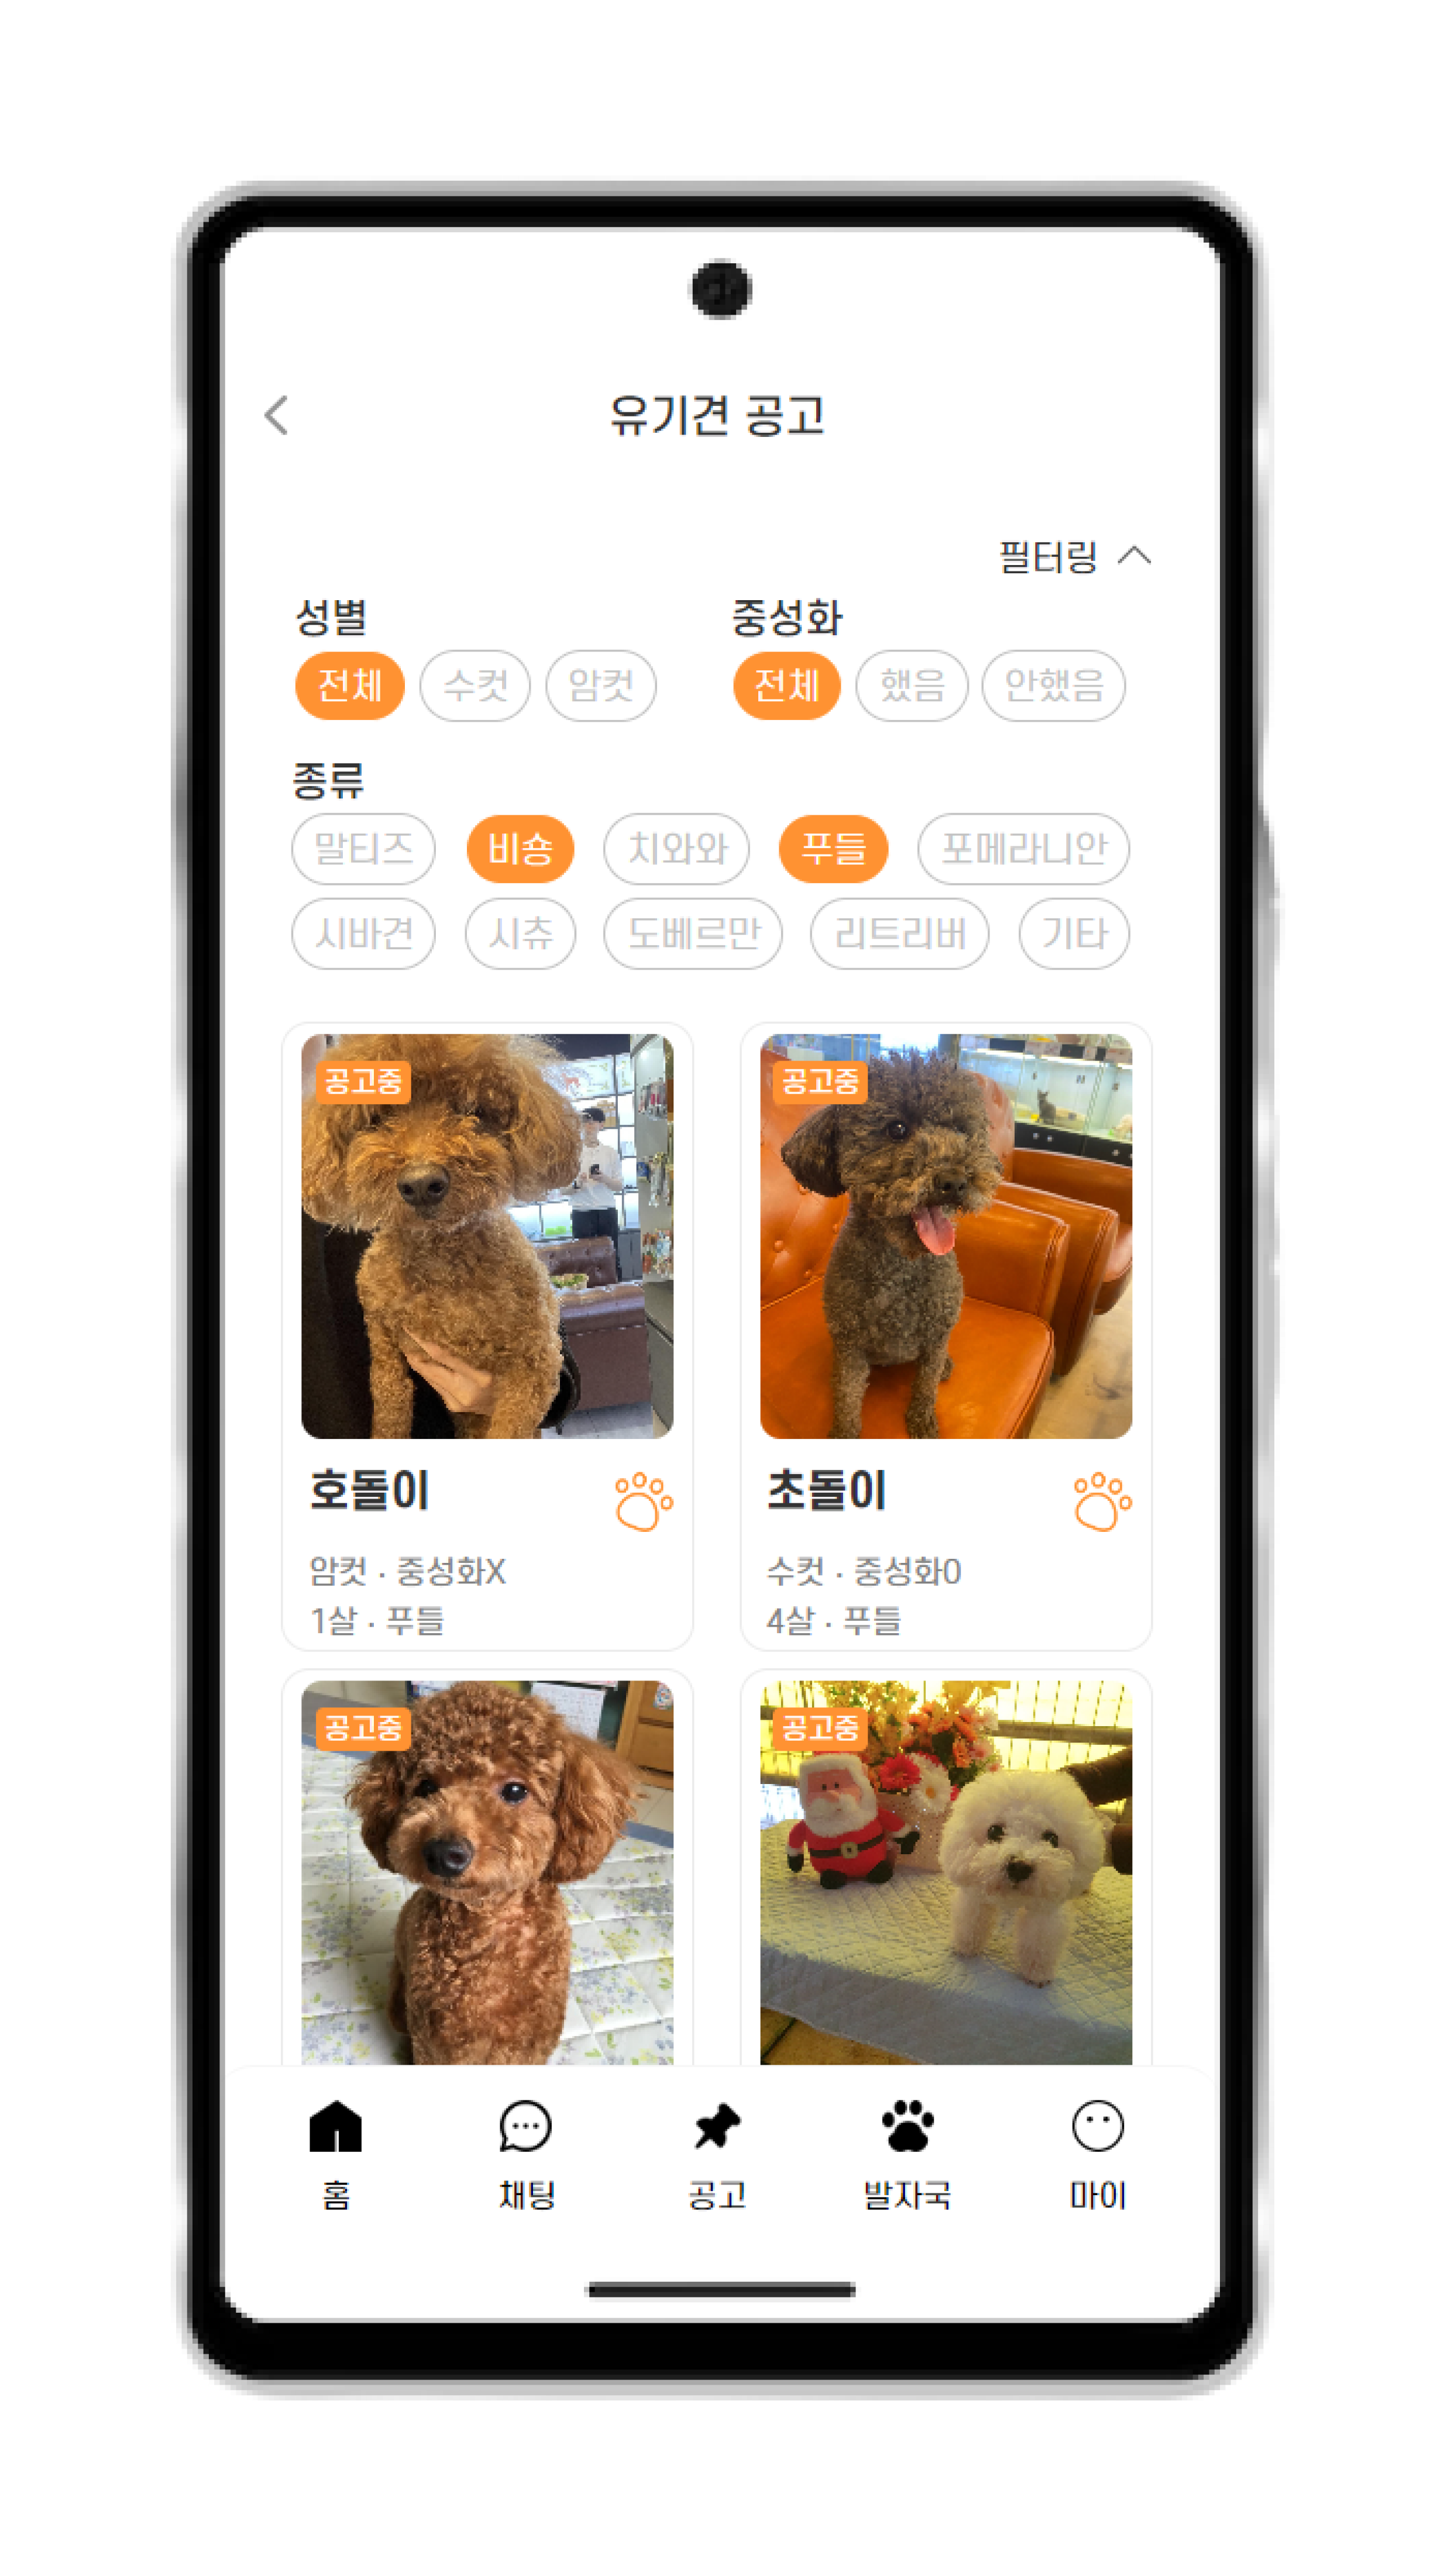 유기견 공고
필터링
성별 중성화
전체 수컷 암컷 전체 했음 안했음
종류
말티즈 비숑 치와와 푸들 포메라니안
시바견 시츄 도베르만 리트리버 기타
공고중 공고중
호돌이 초돌이
암컷 · 중성화X 수컷 · 중성화O
1살 · 푸들 4살 · 푸들
공고중 공고중
홈 채팅 공고 발자국 마이